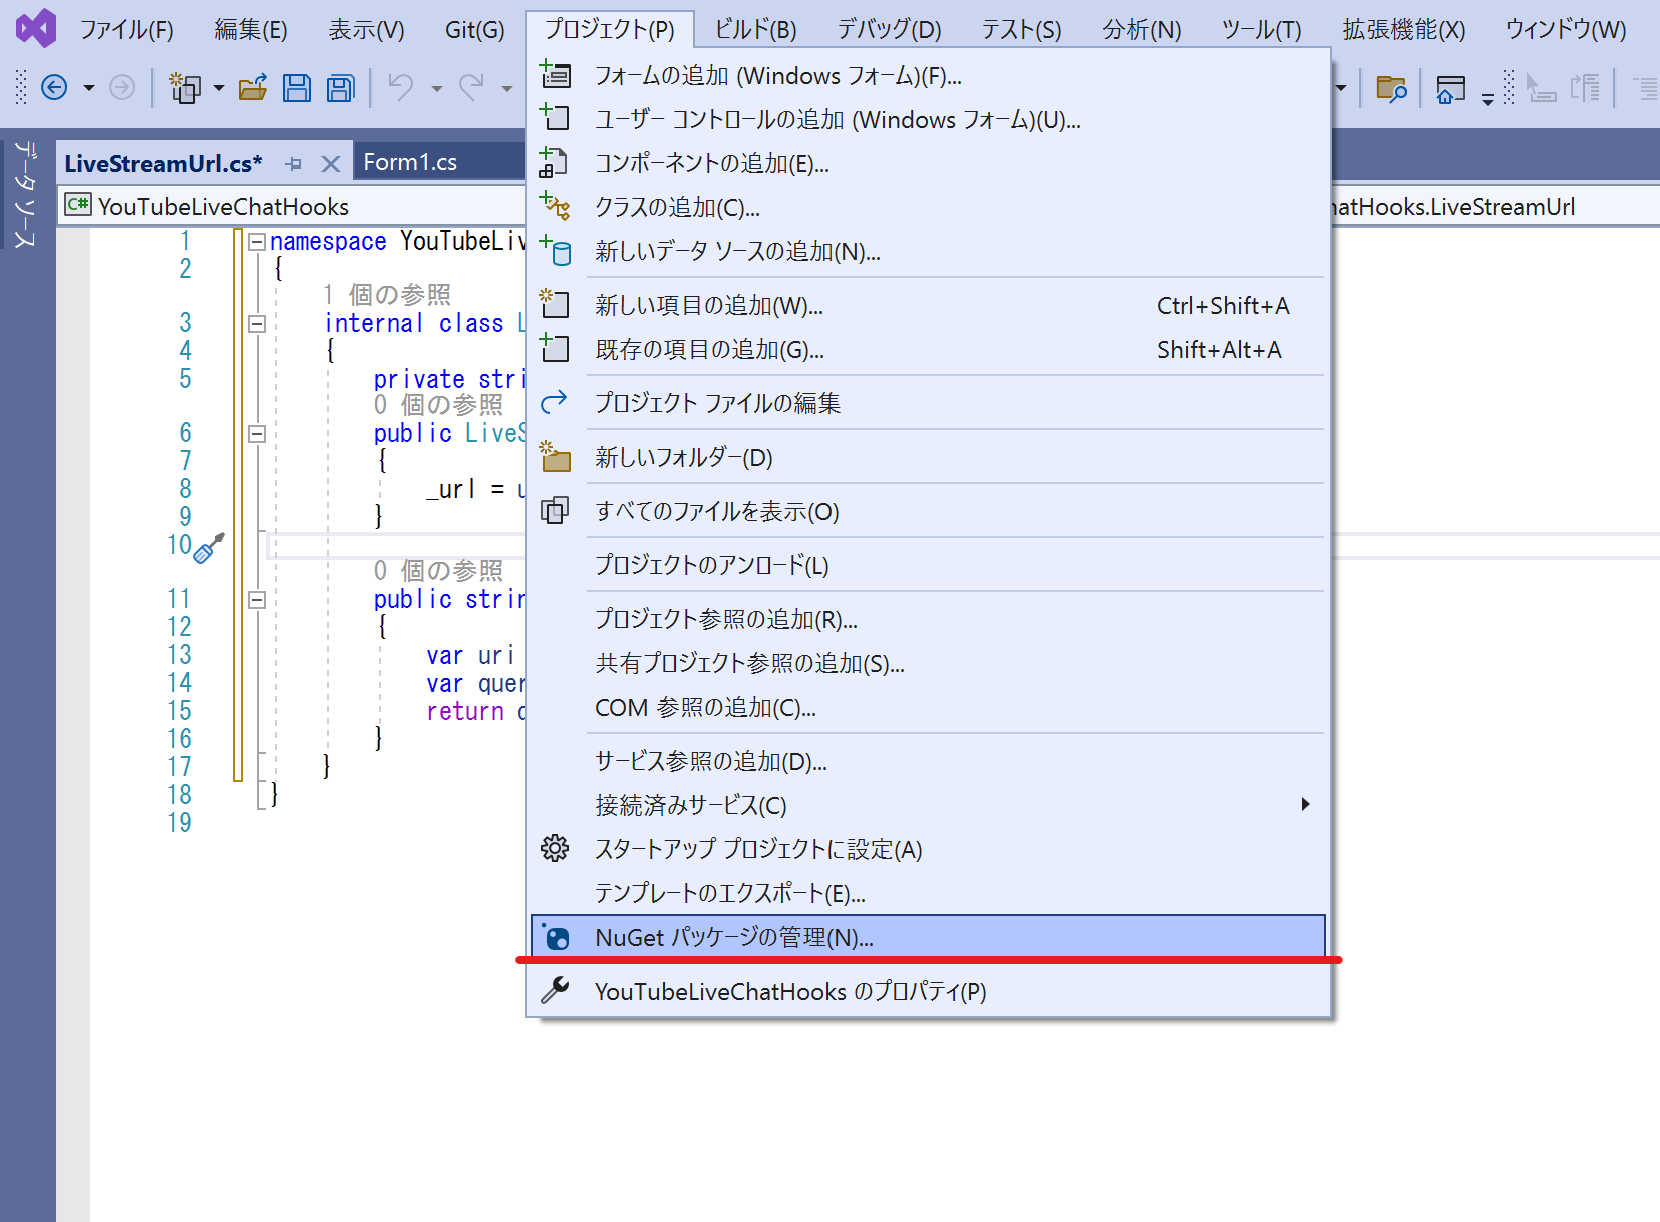 ファイル(F) 編集(E) 表示(V) Git(G) プロジェクト(P) ビルド(B) デバッグ(D) テスト(S) 分析(N) ツール(T) 拡張機能(X) ウィンドウ(W)
データ ソース
LiveStreamUrl.cs* Form1.cs
C# YouTubeLiveChatHooks
hatHooks.LiveStreamUrl
1 namespace YouTubeLiv
2 {
1 個の参照
3 internal class L
4 {
5 private stri
0 個の参照
6 public LiveS
7 {
8 _url = u
9 }
10
0 個の参照
11 public strin
12 {
13 var uri
14 var quer
15 return q
16 }
17 }
18 }
19
フォームの追加 (Windows フォーム)(F)...
ユーザー コントロールの追加 (Windows フォーム)(U)...
コンポーネントの追加(E)...
クラスの追加(C)...
新しいデータ ソースの追加(N)...
新しい項目の追加(W)... Ctrl+Shift+A
既存の項目の追加(G)... Shift+Alt+A
プロジェクト ファイルの編集
新しいフォルダー(D)
すべてのファイルを表示(O)
プロジェクトのアンロード(L)
プロジェクト参照の追加(R)...
共有プロジェクト参照の追加(S)...
COM 参照の追加(C)...
サービス参照の追加(D)...
接続済みサービス(C)
スタートアップ プロジェクトに設定(A)
テンプレートのエクスポート(E)...
NuGet パッケージの管理(N)...
YouTubeLiveChatHooks のプロパティ(P)